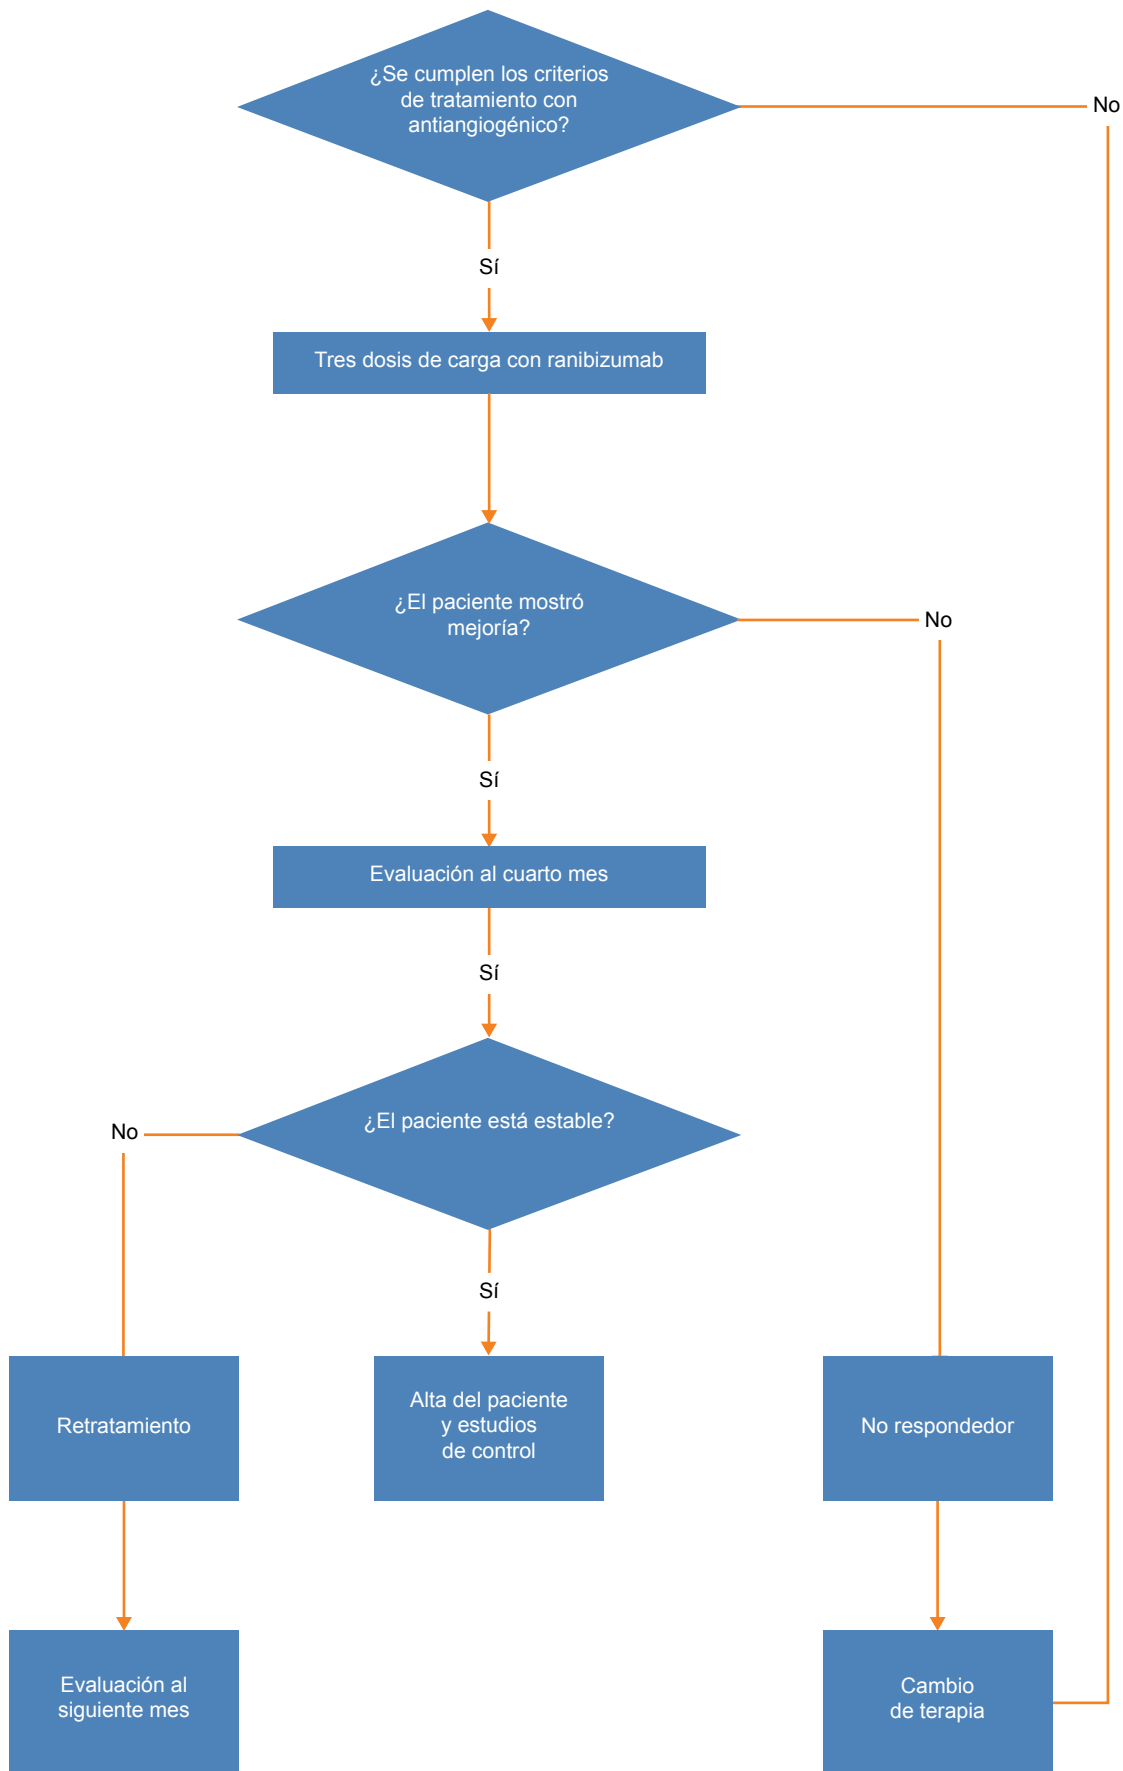 ¿Se cumplen los criterios
de tratamiento con
antiangiogénico?
No
Sí
Tres dosis de carga con ranibizumab
¿El paciente mostró
mejoría?
No
Sí
Evaluación al cuarto mes
Sí
¿El paciente está estable?
No
Sí
Retratamiento
Alta del paciente
y estudios
de control
No respondedor
Evaluación al
siguiente mes
Cambio
de terapia